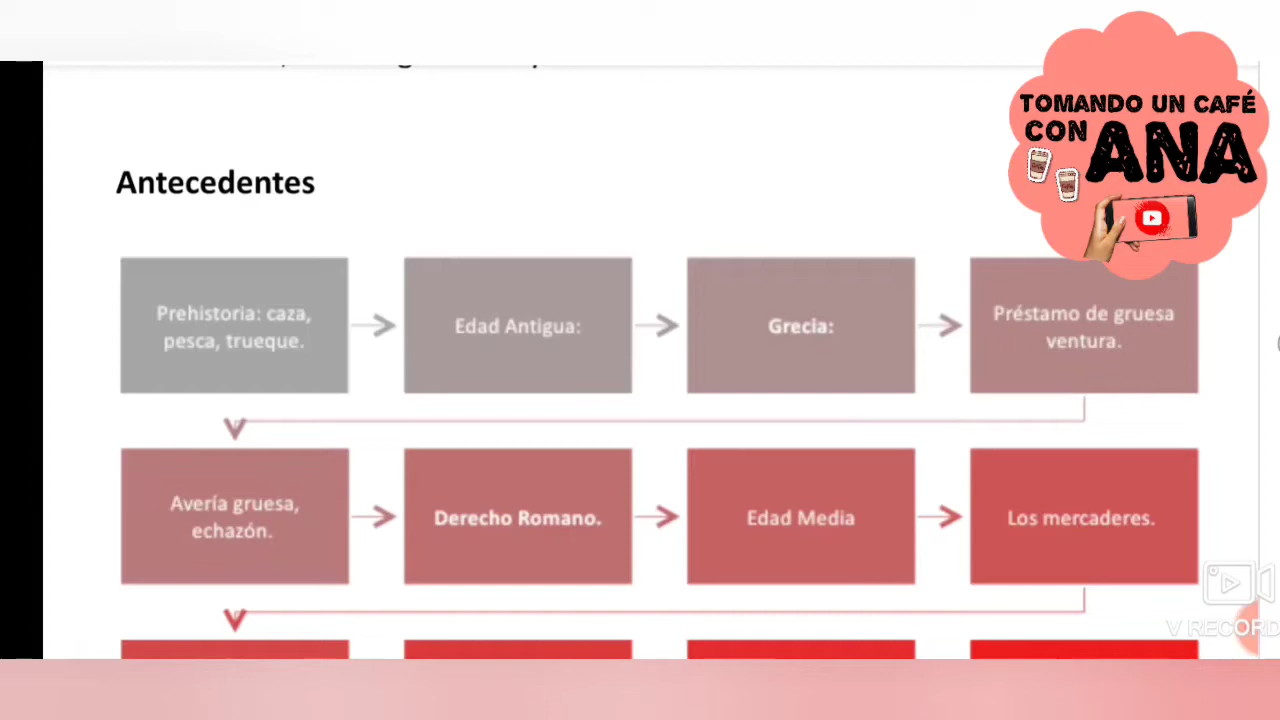 TOMANDO UN CAFÉ
CON ANA
Antecedentes
Prehistoria: caza,
pesca, trueque.
Edad Antigua:
Grecia:
Préstamo de gruesa
ventura.
Avería gruesa,
echazón.
Derecho Romano.
Edad Media
Los mercaderes.
V RECORD